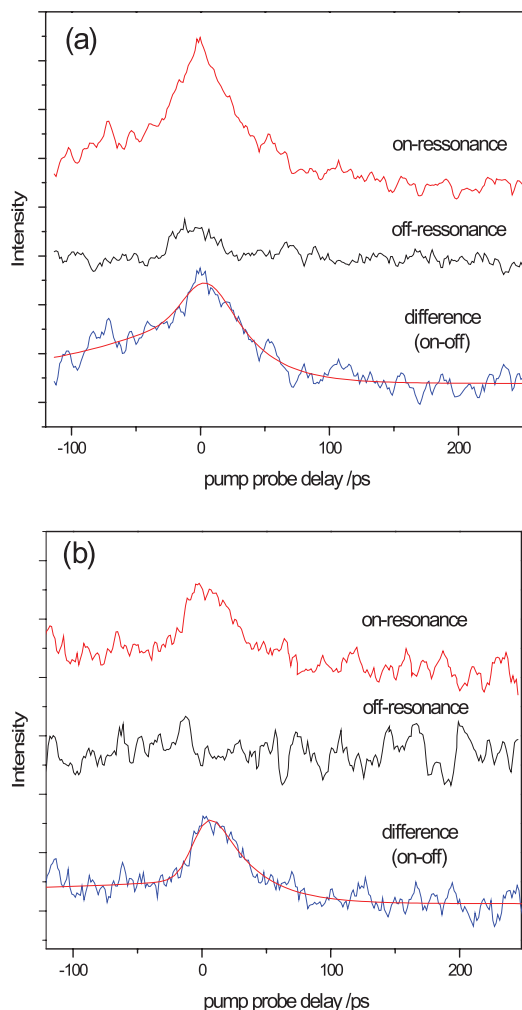 (a)
on-ressonance
off-ressonance
difference
(on-off)
Intensity
-100 0 100 200
pump probe delay /ps
(b)
on-resonance
off-resonance
difference
(on-off)
Intensity
-100 0 100 200
pump probe delay /ps